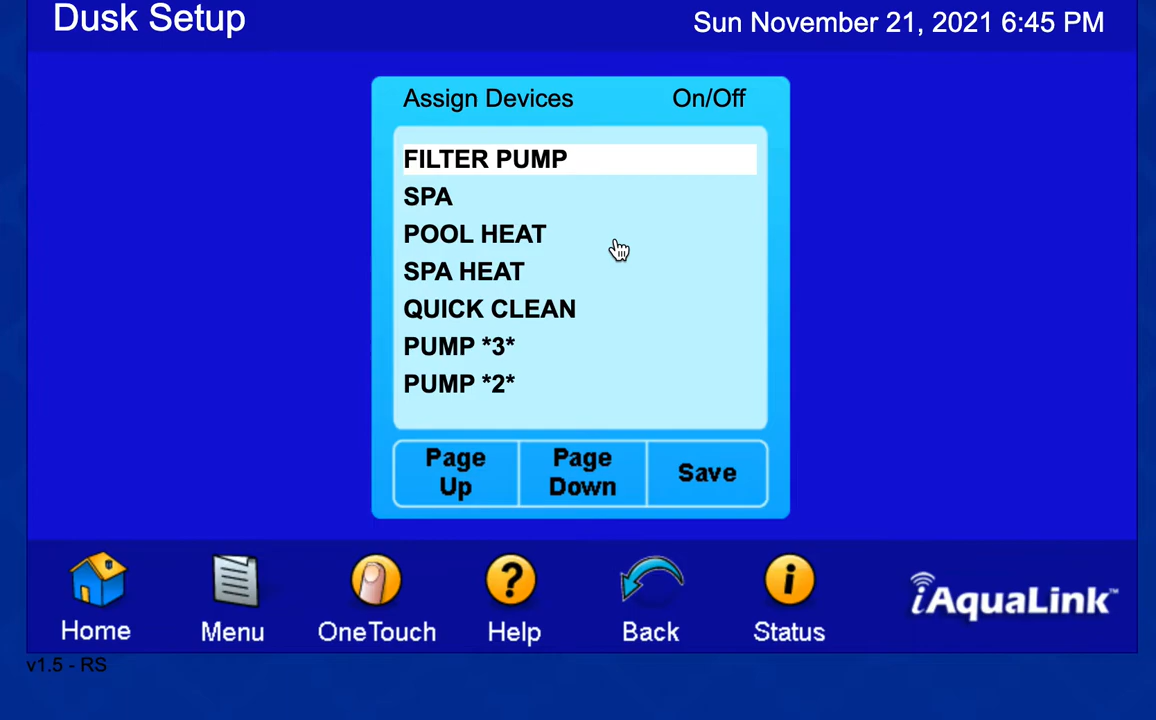 Dusk Setup
Sun November 21, 2021 6:45 PM
Assign Devices On/Off
FILTER PUMP
SPA
POOL HEAT
SPA HEAT
QUICK CLEAN
PUMP *3*
PUMP *2*
Page Up
Page Down
Save
Home
Menu
OneTouch
Help
Back
Status
iAquaLink™
v1.5 - RS